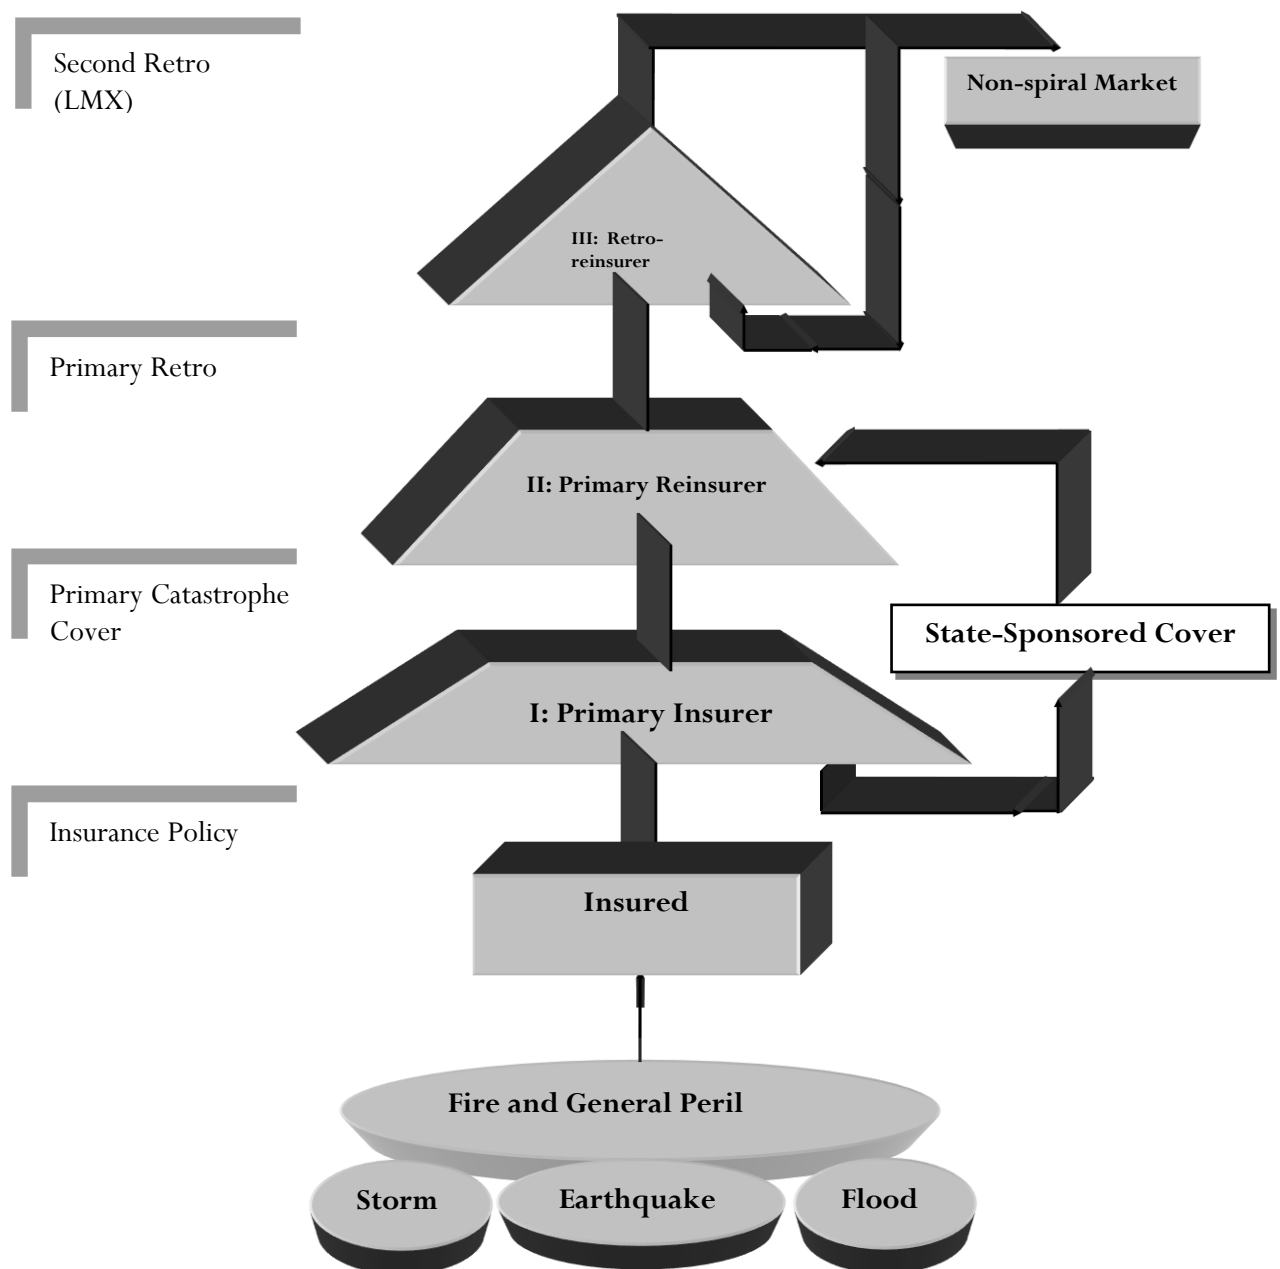 Second Retro
(LMX)
Non-spiral Market
III: Retro-
reinsurer
Primary Retro
II: Primary Reinsurer
Primary Catastrophe
Cover
State-Sponsored Cover
I: Primary Insurer
Insurance Policy
Insured
Fire and General Peril
Storm
Earthquake
Flood